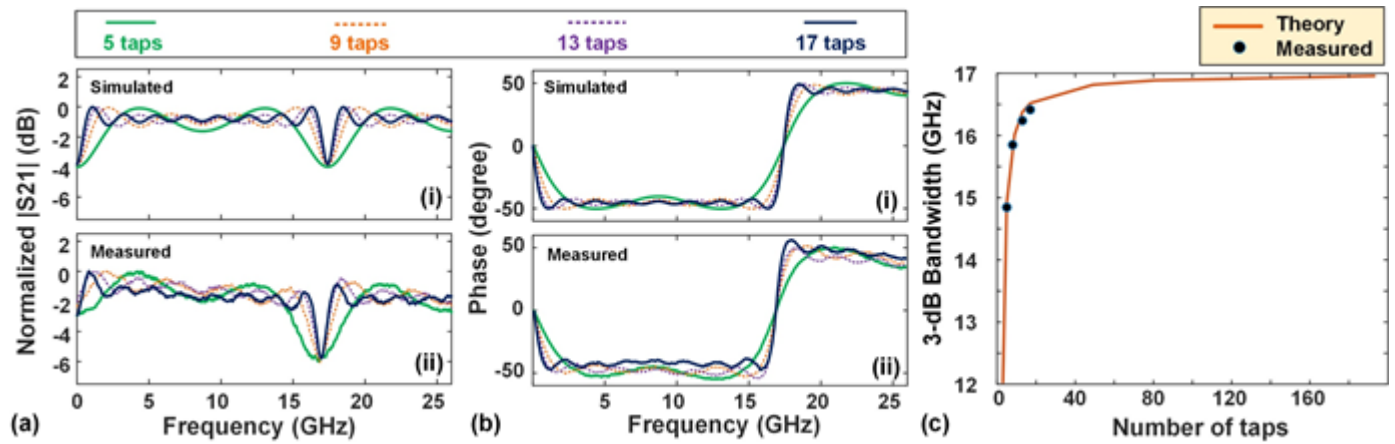 5 taps 9 taps 13 taps 17 taps
Theory
Measured
Normalized |S21| (dB)
2
0
-2
-4
-6
Simulated
(i)
2
0
-2
-4
-6
Measured
(ii)
0 5 10 15 20 25
(a) Frequency (GHz)
Phase (degree)
50
0
-50
Simulated
(i)
50
0
-50
Measured
(ii)
0 5 10 15 20 25
(b) Frequency (GHz)
3-dB Bandwidth (GHz)
17
16
15
14
13
12
40 80 120 160
(c) Number of taps